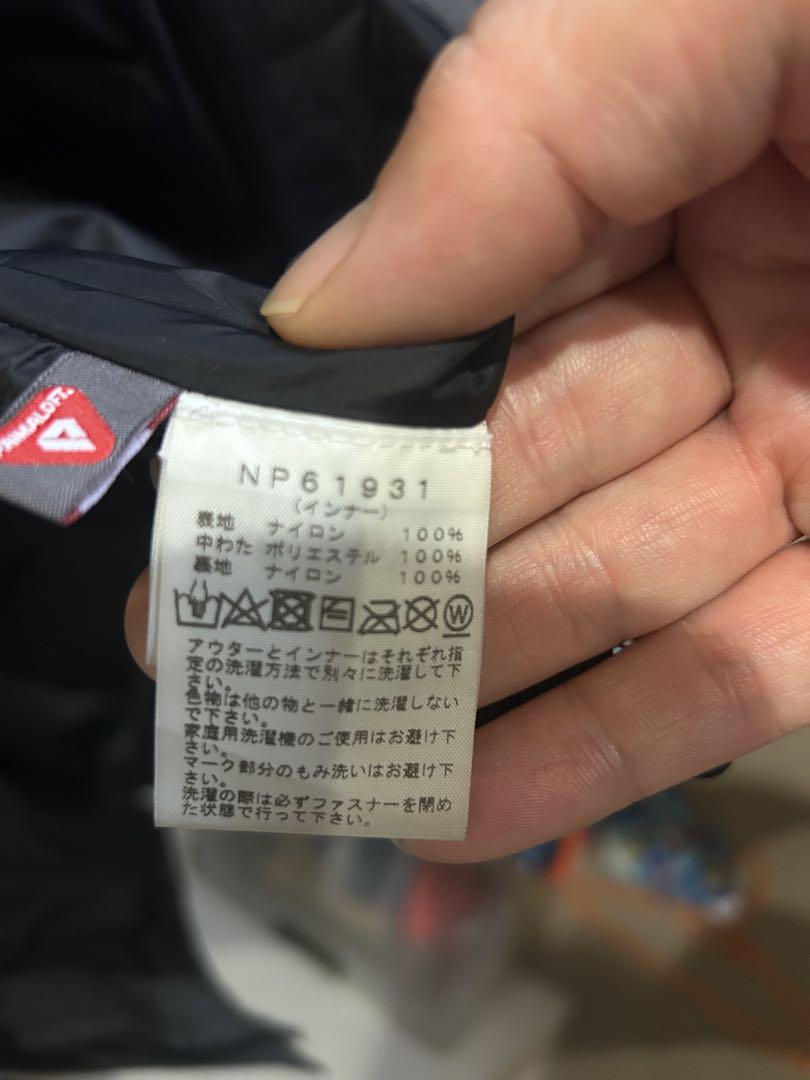 PRIMALOFT
NP61931
(インナー)
表地 ナイロン 100%
中わた ポリエステル 100%
裏地 ナイロン 100%
W
アウターとインナーはそれぞれ指
定の洗濯方法で別々に洗濯して下
さい。
色物は他の物と一緒に洗濯しない
で下さい。
家庭用洗濯機のご使用はお避け下
さい。
マーク部分のもみ洗いはお避け下
さい。
洗濯の際は必ずファスナーを閉め
た状態で行って下さい。